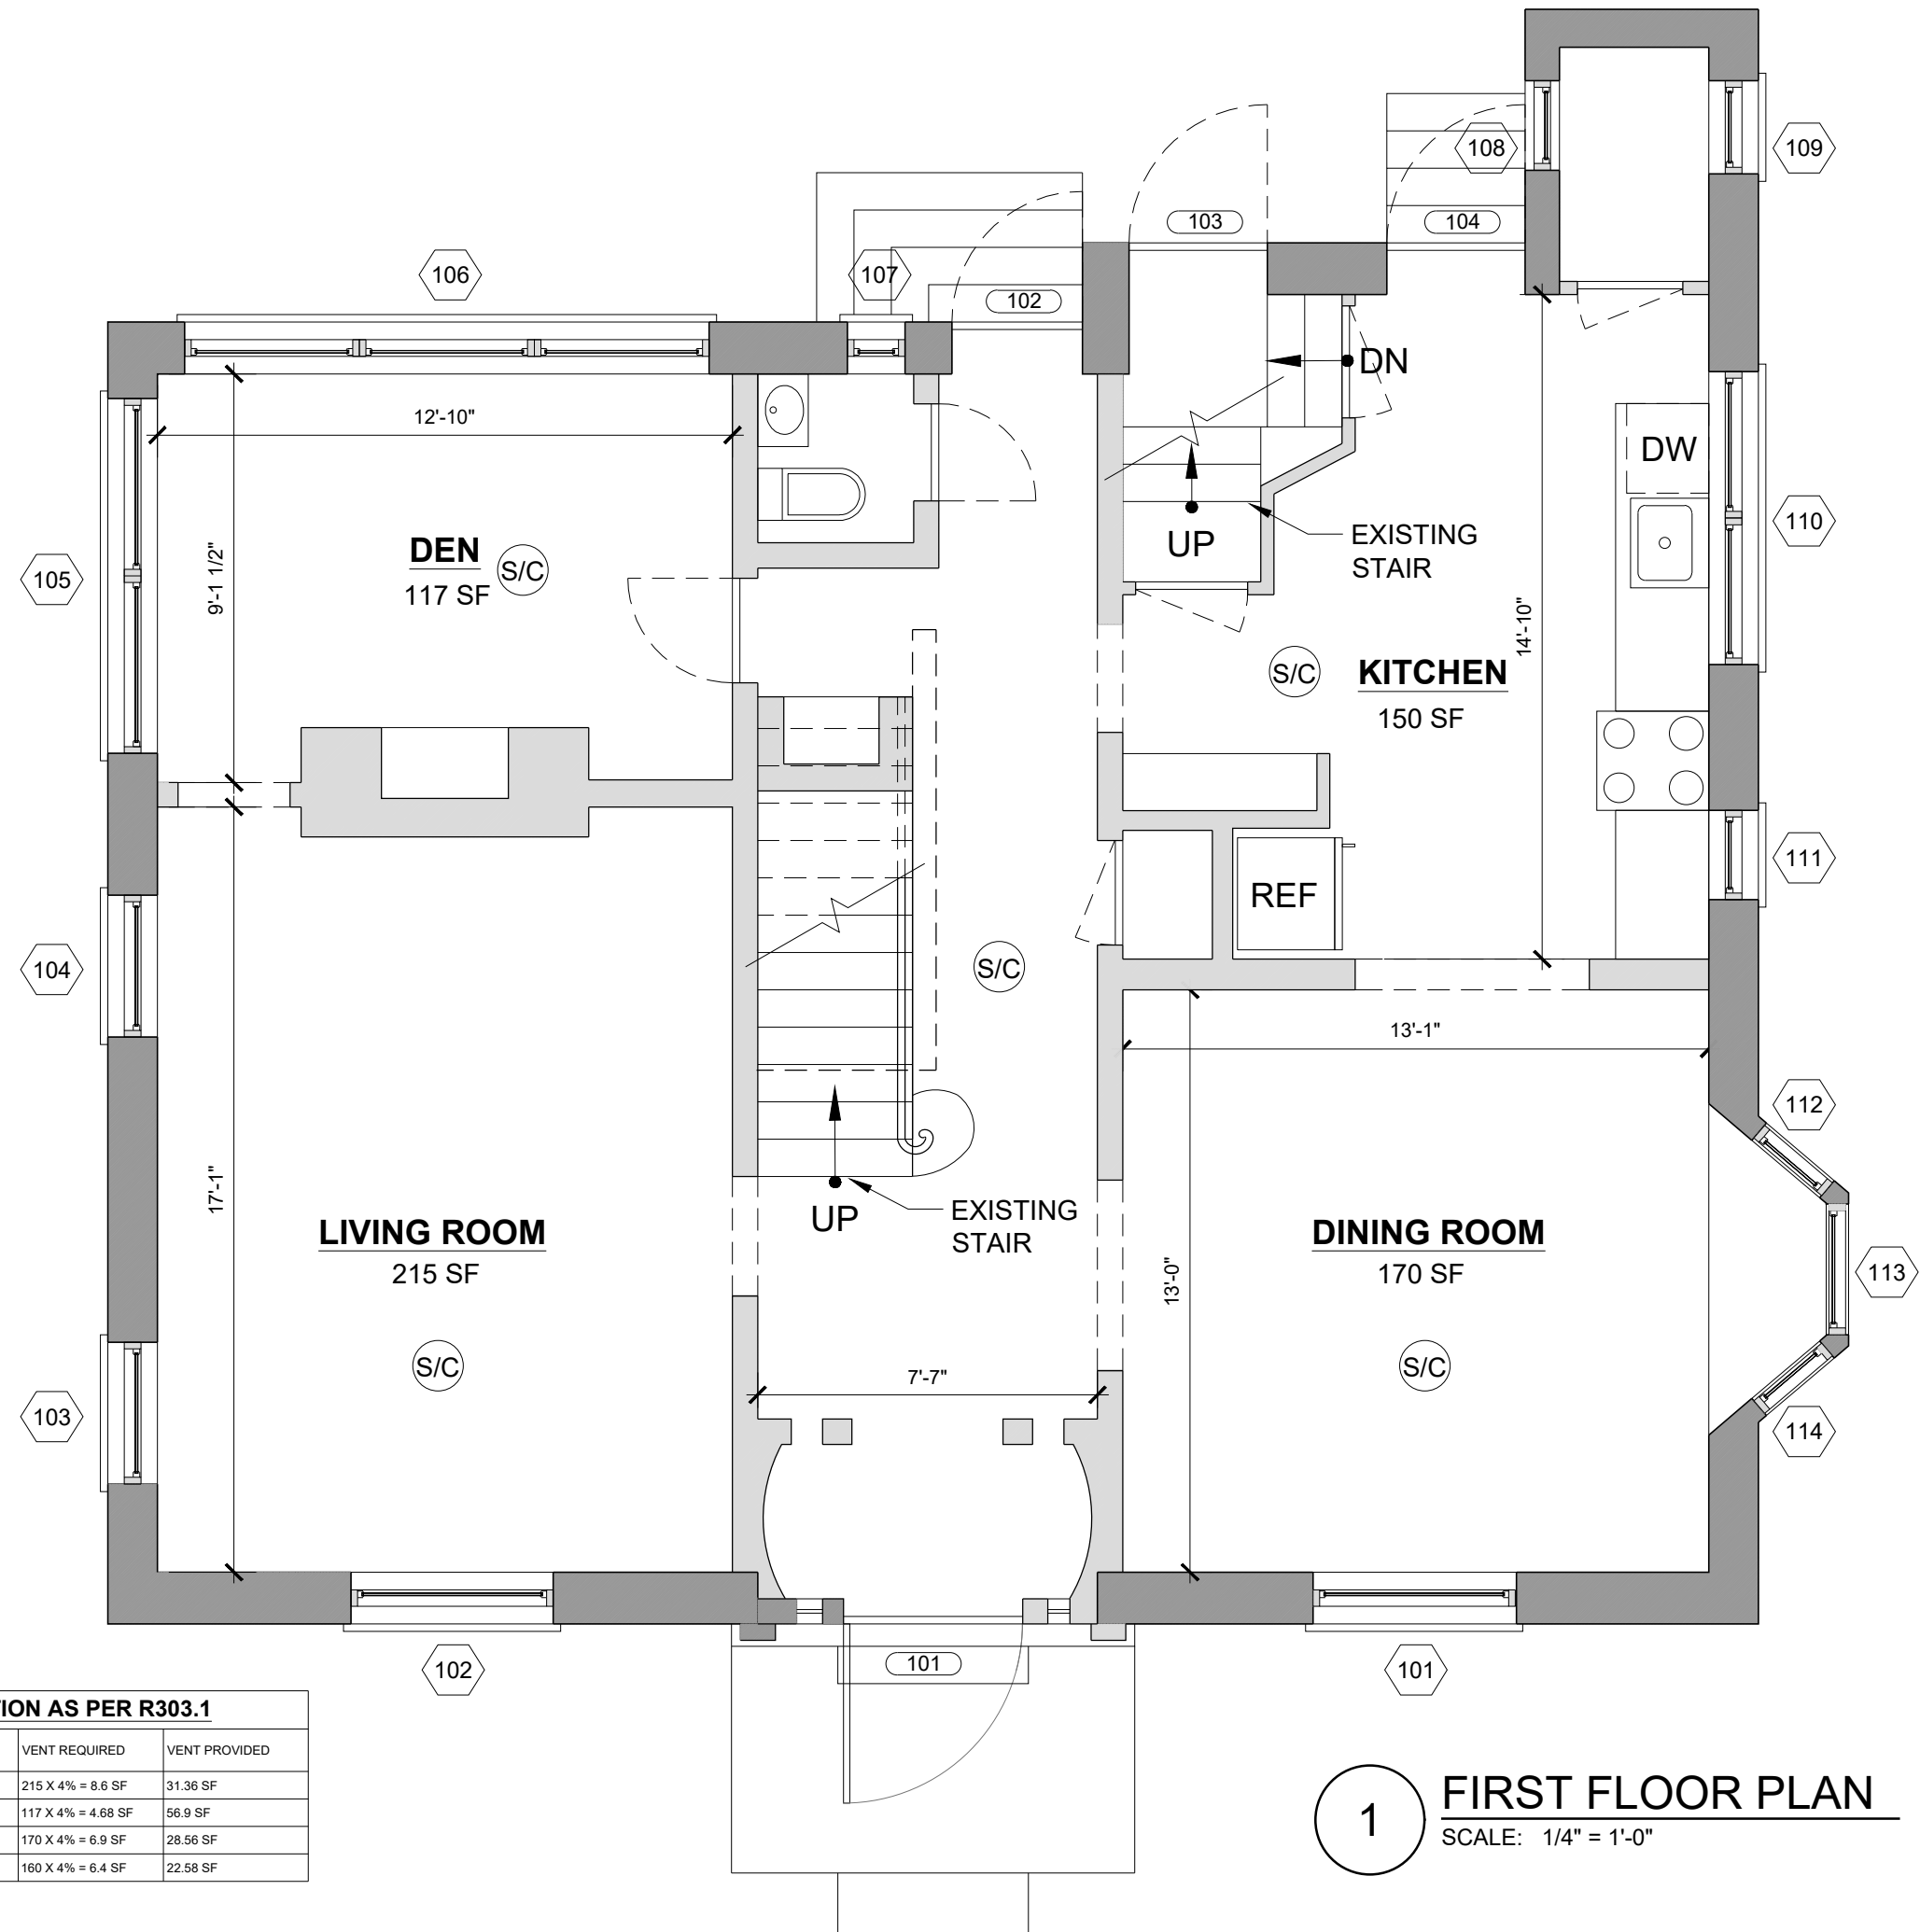 108
109
103
104
106
107
102
DN
12'-10"
DW
DEN
S/C
117 SF
9'-1 1/2"
105
UP
EXISTING
STAIR
110
14'-10"
S/C
KITCHEN
150 SF
REF
111
104
S/C
13'-1"
112
17'-1"
UP
EXISTING
STAIR
LIVING ROOM
215 SF
DINING ROOM
170 SF
13'-0"
113
S/C
7'-7"
S/C
103
114
102
101
101
TION AS PER R303.1
VENT REQUIRED VENT PROVIDED
215 X 4% = 8.6 SF 31.36 SF
117 X 4% = 4.68 SF 56.9 SF
170 X 4% = 6.9 SF 28.56 SF
160 X 4% = 6.4 SF 22.58 SF
1
FIRST FLOOR PLAN
SCALE: 1/4" = 1'-0"